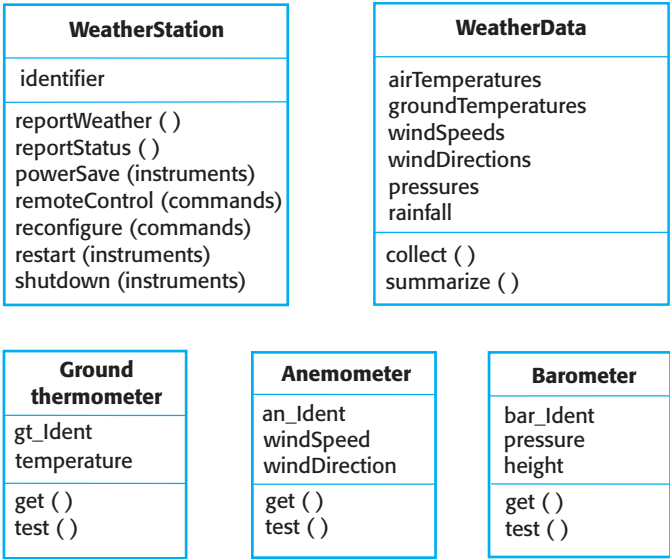 WeatherStation
identifier
reportWeather ( )
reportStatus ( )
powerSave (instruments)
remoteControl (commands)
reconfigure (commands)
restart (instruments)
shutdown (instruments)
WeatherData
airTemperatures
groundTemperatures
windSpeeds
windDirections
pressures
rainfall
collect ( )
summarize ( )
Ground
thermometer
gt_Ident
temperature
get ( )
test ( )
Anemometer
an_Ident
windSpeed
windDirection
get ( )
test ( )
Barometer
bar_Ident
pressure
height
get ( )
test ( )